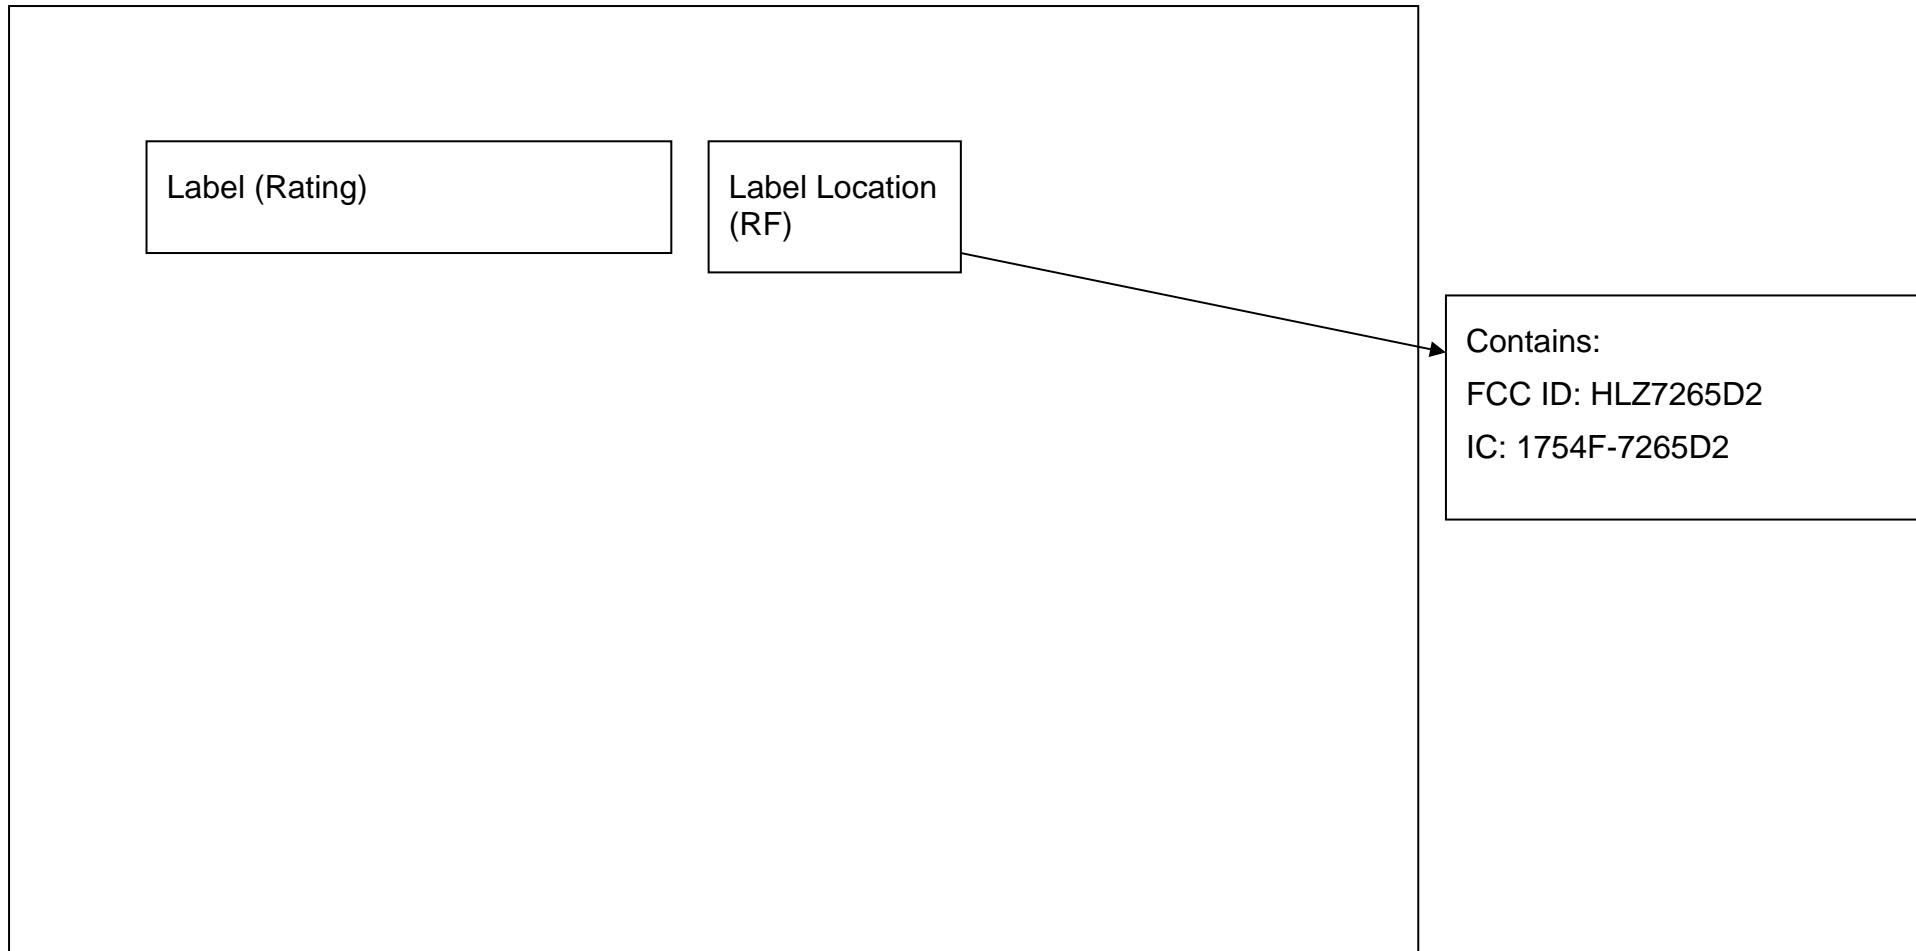 Label (Rating)
Label Location
(RF)
Contains:
FCC ID: HLZ7265D2
IC: 1754F-7265D2